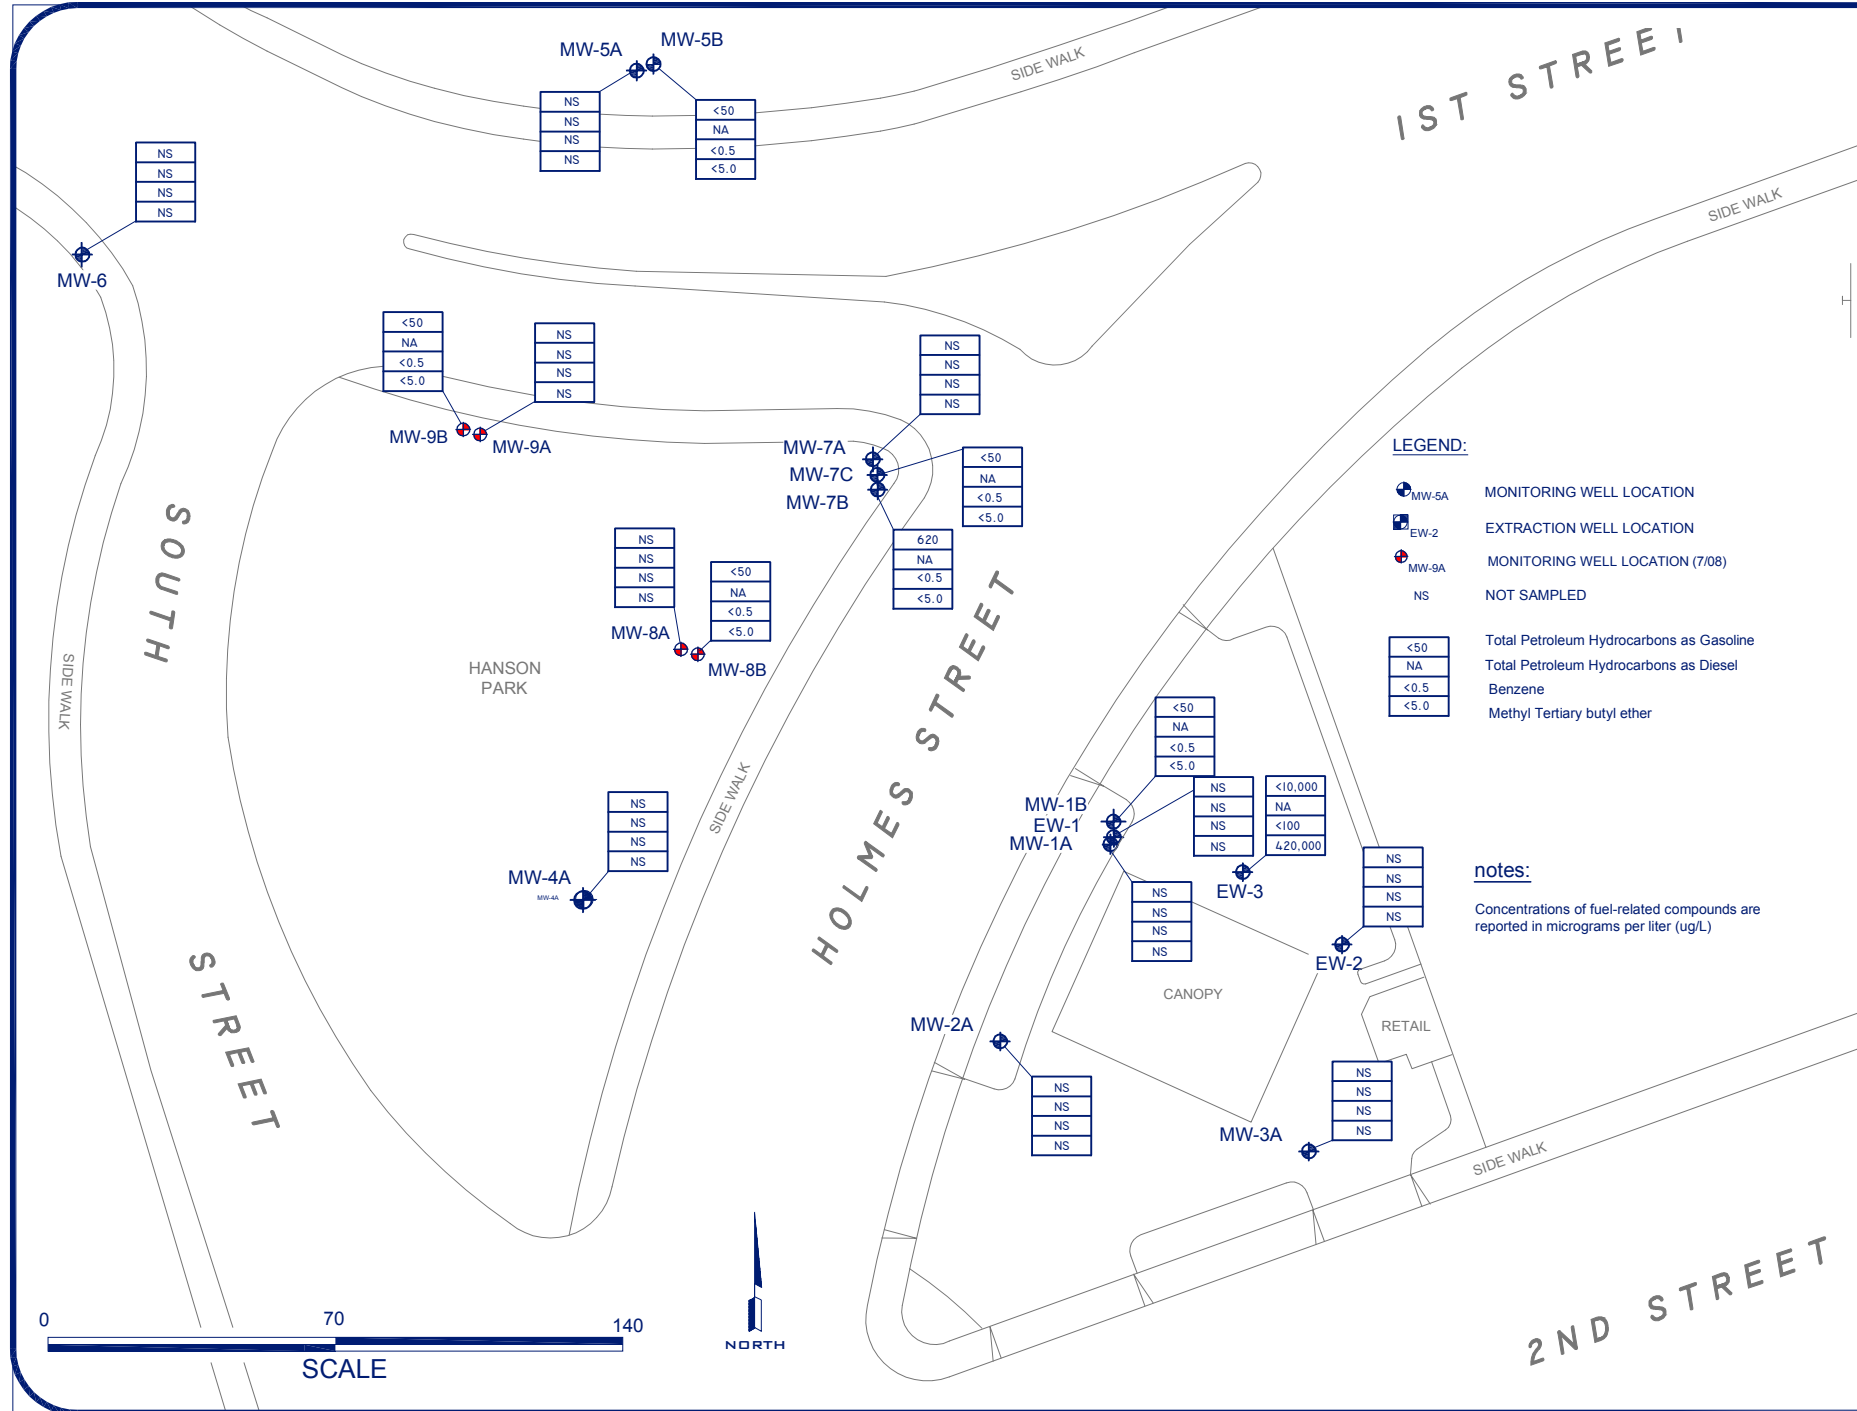 MW-5A
MW-5B
NS
NS
NS
NS
<50
NA
<0.5
<5.0
SIDE WALK
1ST STREET
SIDE WALK
NS
NS
NS
NS
MW-6
<50
NA
<0.5
<5.0
NS
NS
NS
NS
MW-9B
MW-9A
NS
NS
NS
NS
MW-7A
MW-7C
MW-7B
<50
NA
<0.5
<5.0
620
NA
<0.5
<5.0
LEGEND:
MW-5A MONITORING WELL LOCATION
EW-2 EXTRACTION WELL LOCATION
MW-9A MONITORING WELL LOCATION (7/08)
NS NOT SAMPLED
<50 Total Petroleum Hydrocarbons as Gasoline
NA Total Petroleum Hydrocarbons as Diesel
<0.5 Benzene
<5.0 Methyl Tertiary butyl ether
SOUTH
STREET
SIDE WALK
NS
NS
NS
NS
<50
NA
<0.5
<5.0
MW-8A
MW-8B
HANSON
PARK
HOLMES STREET
SIDE WALK
NS
NS
NS
NS
MW-4A
MW-4A
<50
NA
<0.5
<5.0
MW-1B
EW-1
MW-1A
NS
NS
NS
NS
<10,000
NA
<100
420,000
EW-3
NS
NS
NS
NS
NS
NS
NS
NS
EW-2
notes:
Concentrations of fuel-related compounds are
reported in micrograms per liter (ug/L)
CANOPY
RETAIL
MW-2A
NS
NS
NS
NS
NS
NS
NS
NS
MW-3A
SIDE WALK
2ND STREET
0 70 140
SCALE
NORTH